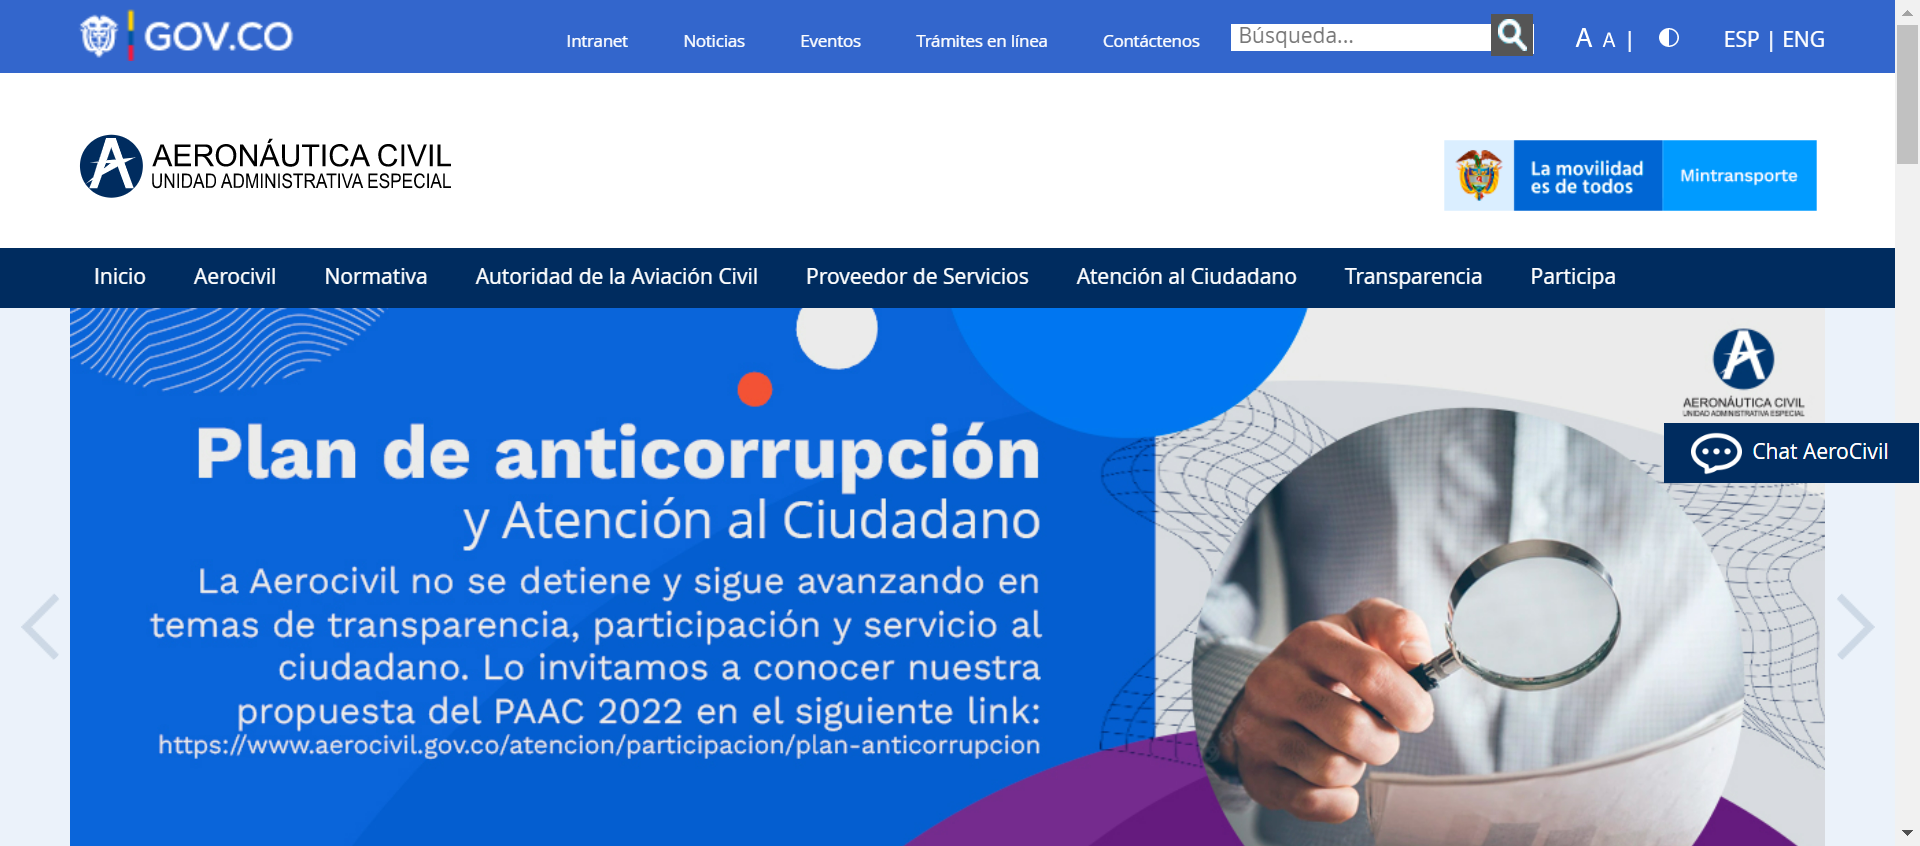 GOV.CO
Intranet
Noticias
Eventos
Trámites en línea
Contáctenos
Búsqueda...
A A |
ESP | ENG
AERONÁUTICA CIVIL
UNIDAD ADMINISTRATIVA ESPECIAL
La movilidad
es de todos
Mintransporte
Inicio
Aerocivil
Normativa
Autoridad de la Aviación Civil
Proveedor de Servicios
Atención al Ciudadano
Transparencia
Participa
AERONÁUTICA CIVIL
UNIDAD ADMINISTRATIVA ESPECIAL
Plan de anticorrupción
y Atención al Ciudadano
La Aerocivil no se detiene y sigue avanzando en
temas de transparencia, participación y servicio al
ciudadano. Lo invitamos a conocer nuestra
propuesta del PAAC 2022 en el siguiente link:
https://www.aerocivil.gov.co/atencion/participacion/plan-anticorrupcion
Chat AeroCivil